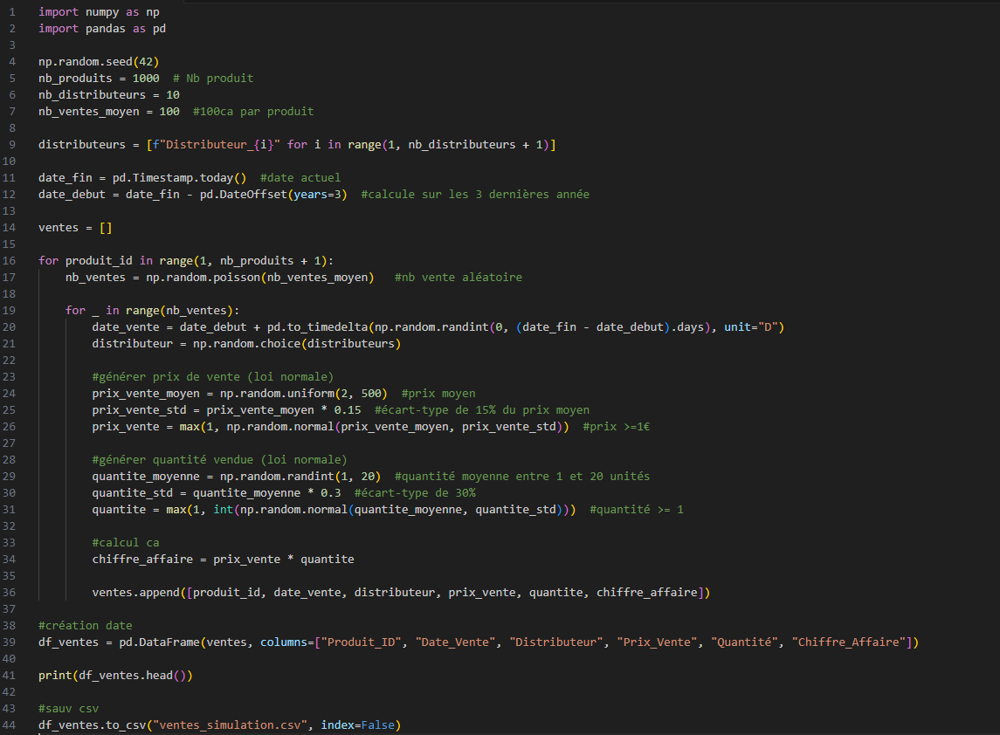 1 import numpy as np
2 import pandas as pd
3
4 np.random.seed(42)
5 nb_produits = 1000  # Nb produit
6 nb_distributeurs = 10
7 nb_ventes_moyen = 100  #100ca par produit
8
9 distributeurs = [f"Distributeur_{i}" for i in range(1, nb_distributeurs + 1)]
10
11 date_fin = pd.Timestamp.today()  #date actuel
12 date_debut = date_fin - pd.DateOffset(years=3)  #calcule sur les 3 dernières année
13
14 ventes = []
15
16 for produit_id in range(1, nb_produits + 1):
17     nb_ventes = np.random.poisson(nb_ventes_moyen)   #nb vente aléatoire
18
19     for _ in range(nb_ventes):
20         date_vente = date_debut + pd.to_timedelta(np.random.randint(0, (date_fin - date_debut).days), unit="D")
21         distributeur = np.random.choice(distributeurs)
22
23         #générer prix de vente (loi normale)
24         prix_vente_moyen = np.random.uniform(2, 500)  #prix moyen
25         prix_vente_std = prix_vente_moyen * 0.15  #écart-type de 15% du prix moyen
26         prix_vente = max(1, np.random.normal(prix_vente_moyen, prix_vente_std))  #prix >=1€
27
28         #générer quantité vendue (loi normale)
29         quantite_moyenne = np.random.randint(1, 20)  #quantité moyenne entre 1 et 20 unités
30         quantite_std = quantite_moyenne * 0.3  #écart-type de 30%
31         quantite = max(1, int(np.random.normal(quantite_moyenne, quantite_std)))  #quantité >= 1
32
33         #calcul ca
34         chiffre_affaire = prix_vente * quantite
35
36         ventes.append([produit_id, date_vente, distributeur, prix_vente, quantite, chiffre_affaire])
37
38 #création date
39 df_ventes = pd.DataFrame(ventes, columns=["Produit_ID", "Date_Vente", "Distributeur", "Prix_Vente", "Quantité", "Chiffre_Affaire"])
40
41 print(df_ventes.head())
42
43 #sauv csv
44 df_ventes.to_csv("ventes_simulation.csv", index=False)